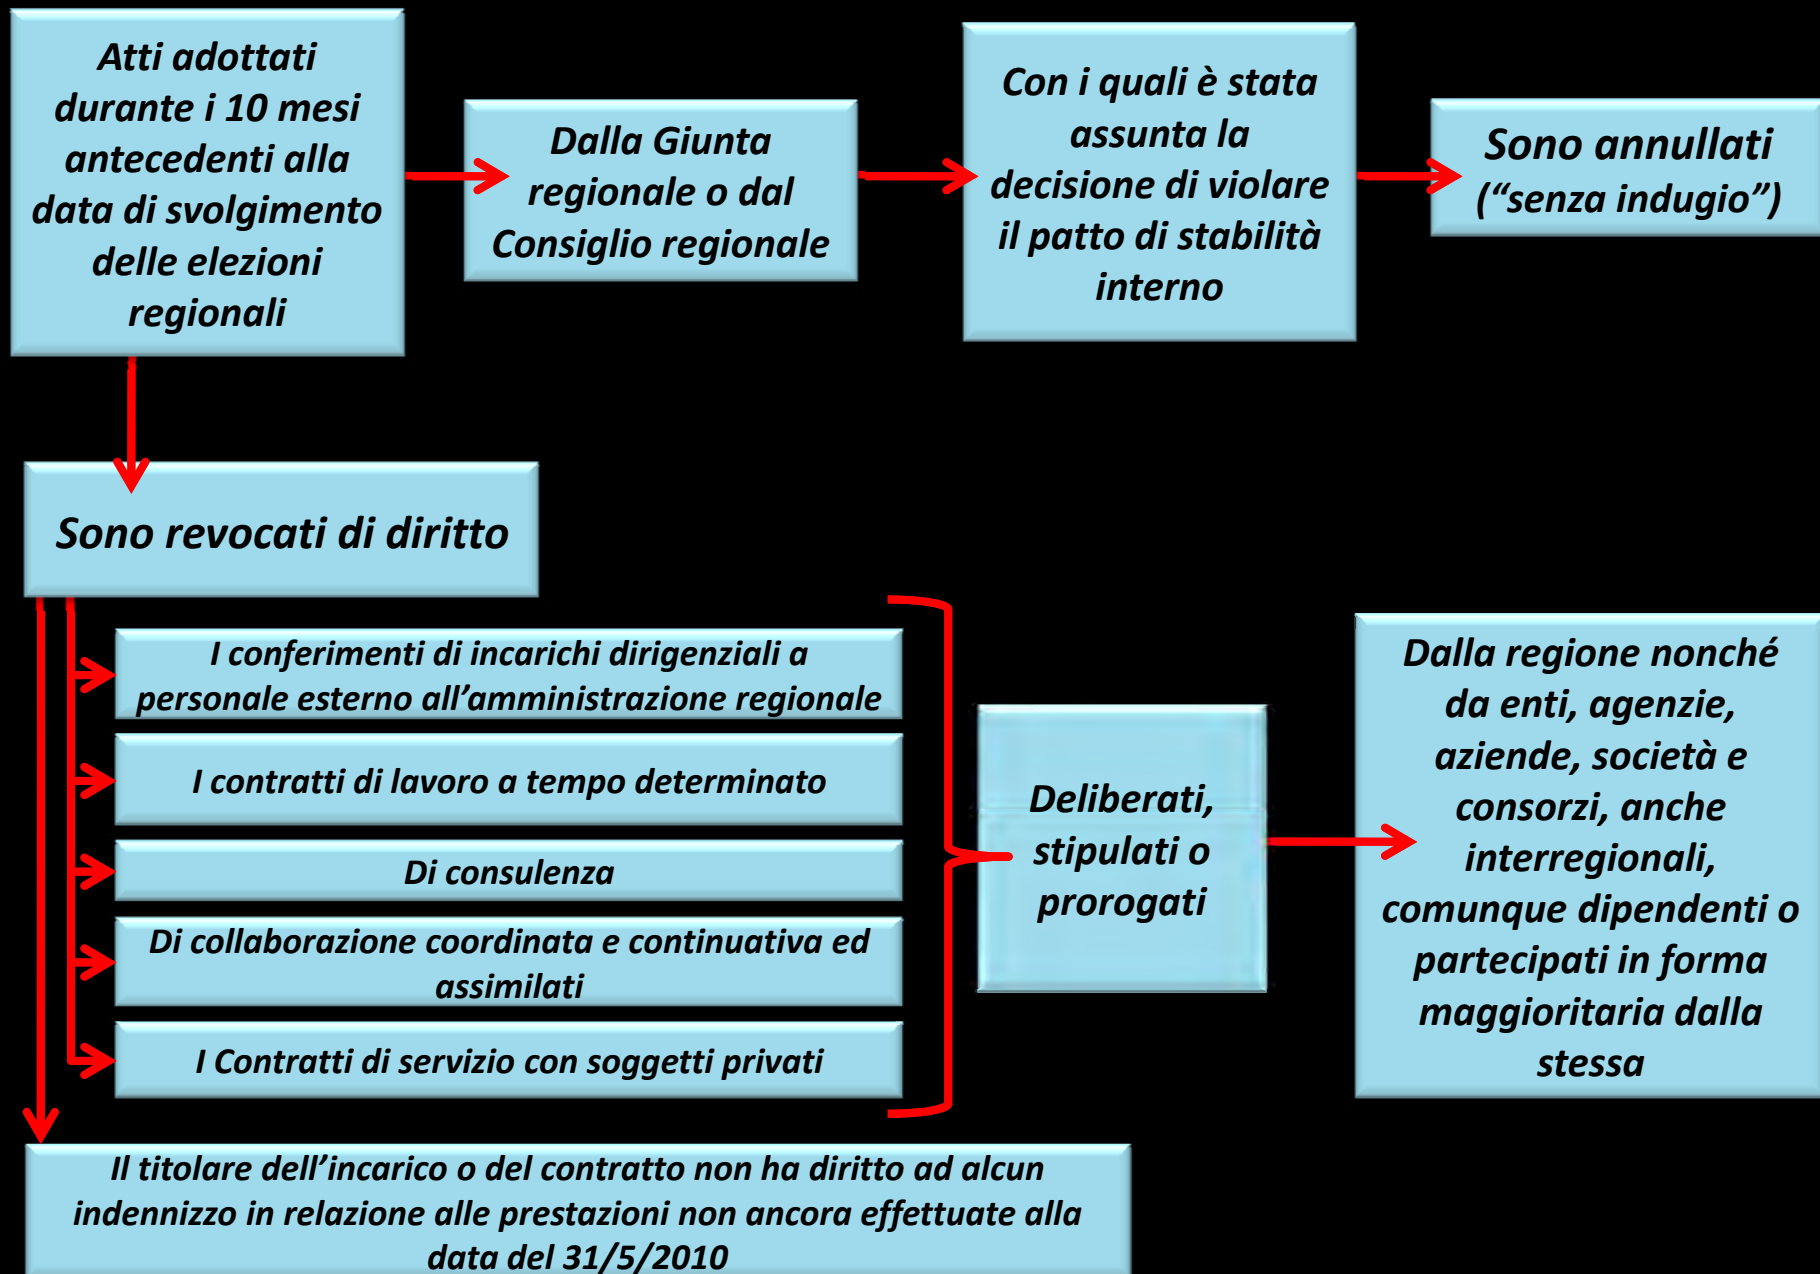 Atti adottati
durante i 10 mesi
antecedenti alla
data di svolgimento
delle elezioni
regionali
Dalla Giunta
regionale o dal
Consiglio regionale
Con i quali è stata
assunta la
decisione di violare
il patto di stabilità
interno
Sono annullati
(“senza indugio”)
Sono revocati di diritto
I conferimenti di incarichi dirigenziali a
personale esterno all’amministrazione regionale
I contratti di lavoro a tempo determinato
Di consulenza
Di collaborazione coordinata e continuativa ed
assimilati
I Contratti di servizio con soggetti privati
Deliberati,
stipulati o
prorogati
Dalla regione nonché
da enti, agenzie,
aziende, società e
consorzi, anche
interregionali,
comunque dipendenti o
partecipati in forma
maggioritaria dalla
stessa
Il titolare dell’incarico o del contratto non ha diritto ad alcun
indennizzo in relazione alle prestazioni non ancora effettuate alla
data del 31/5/2010